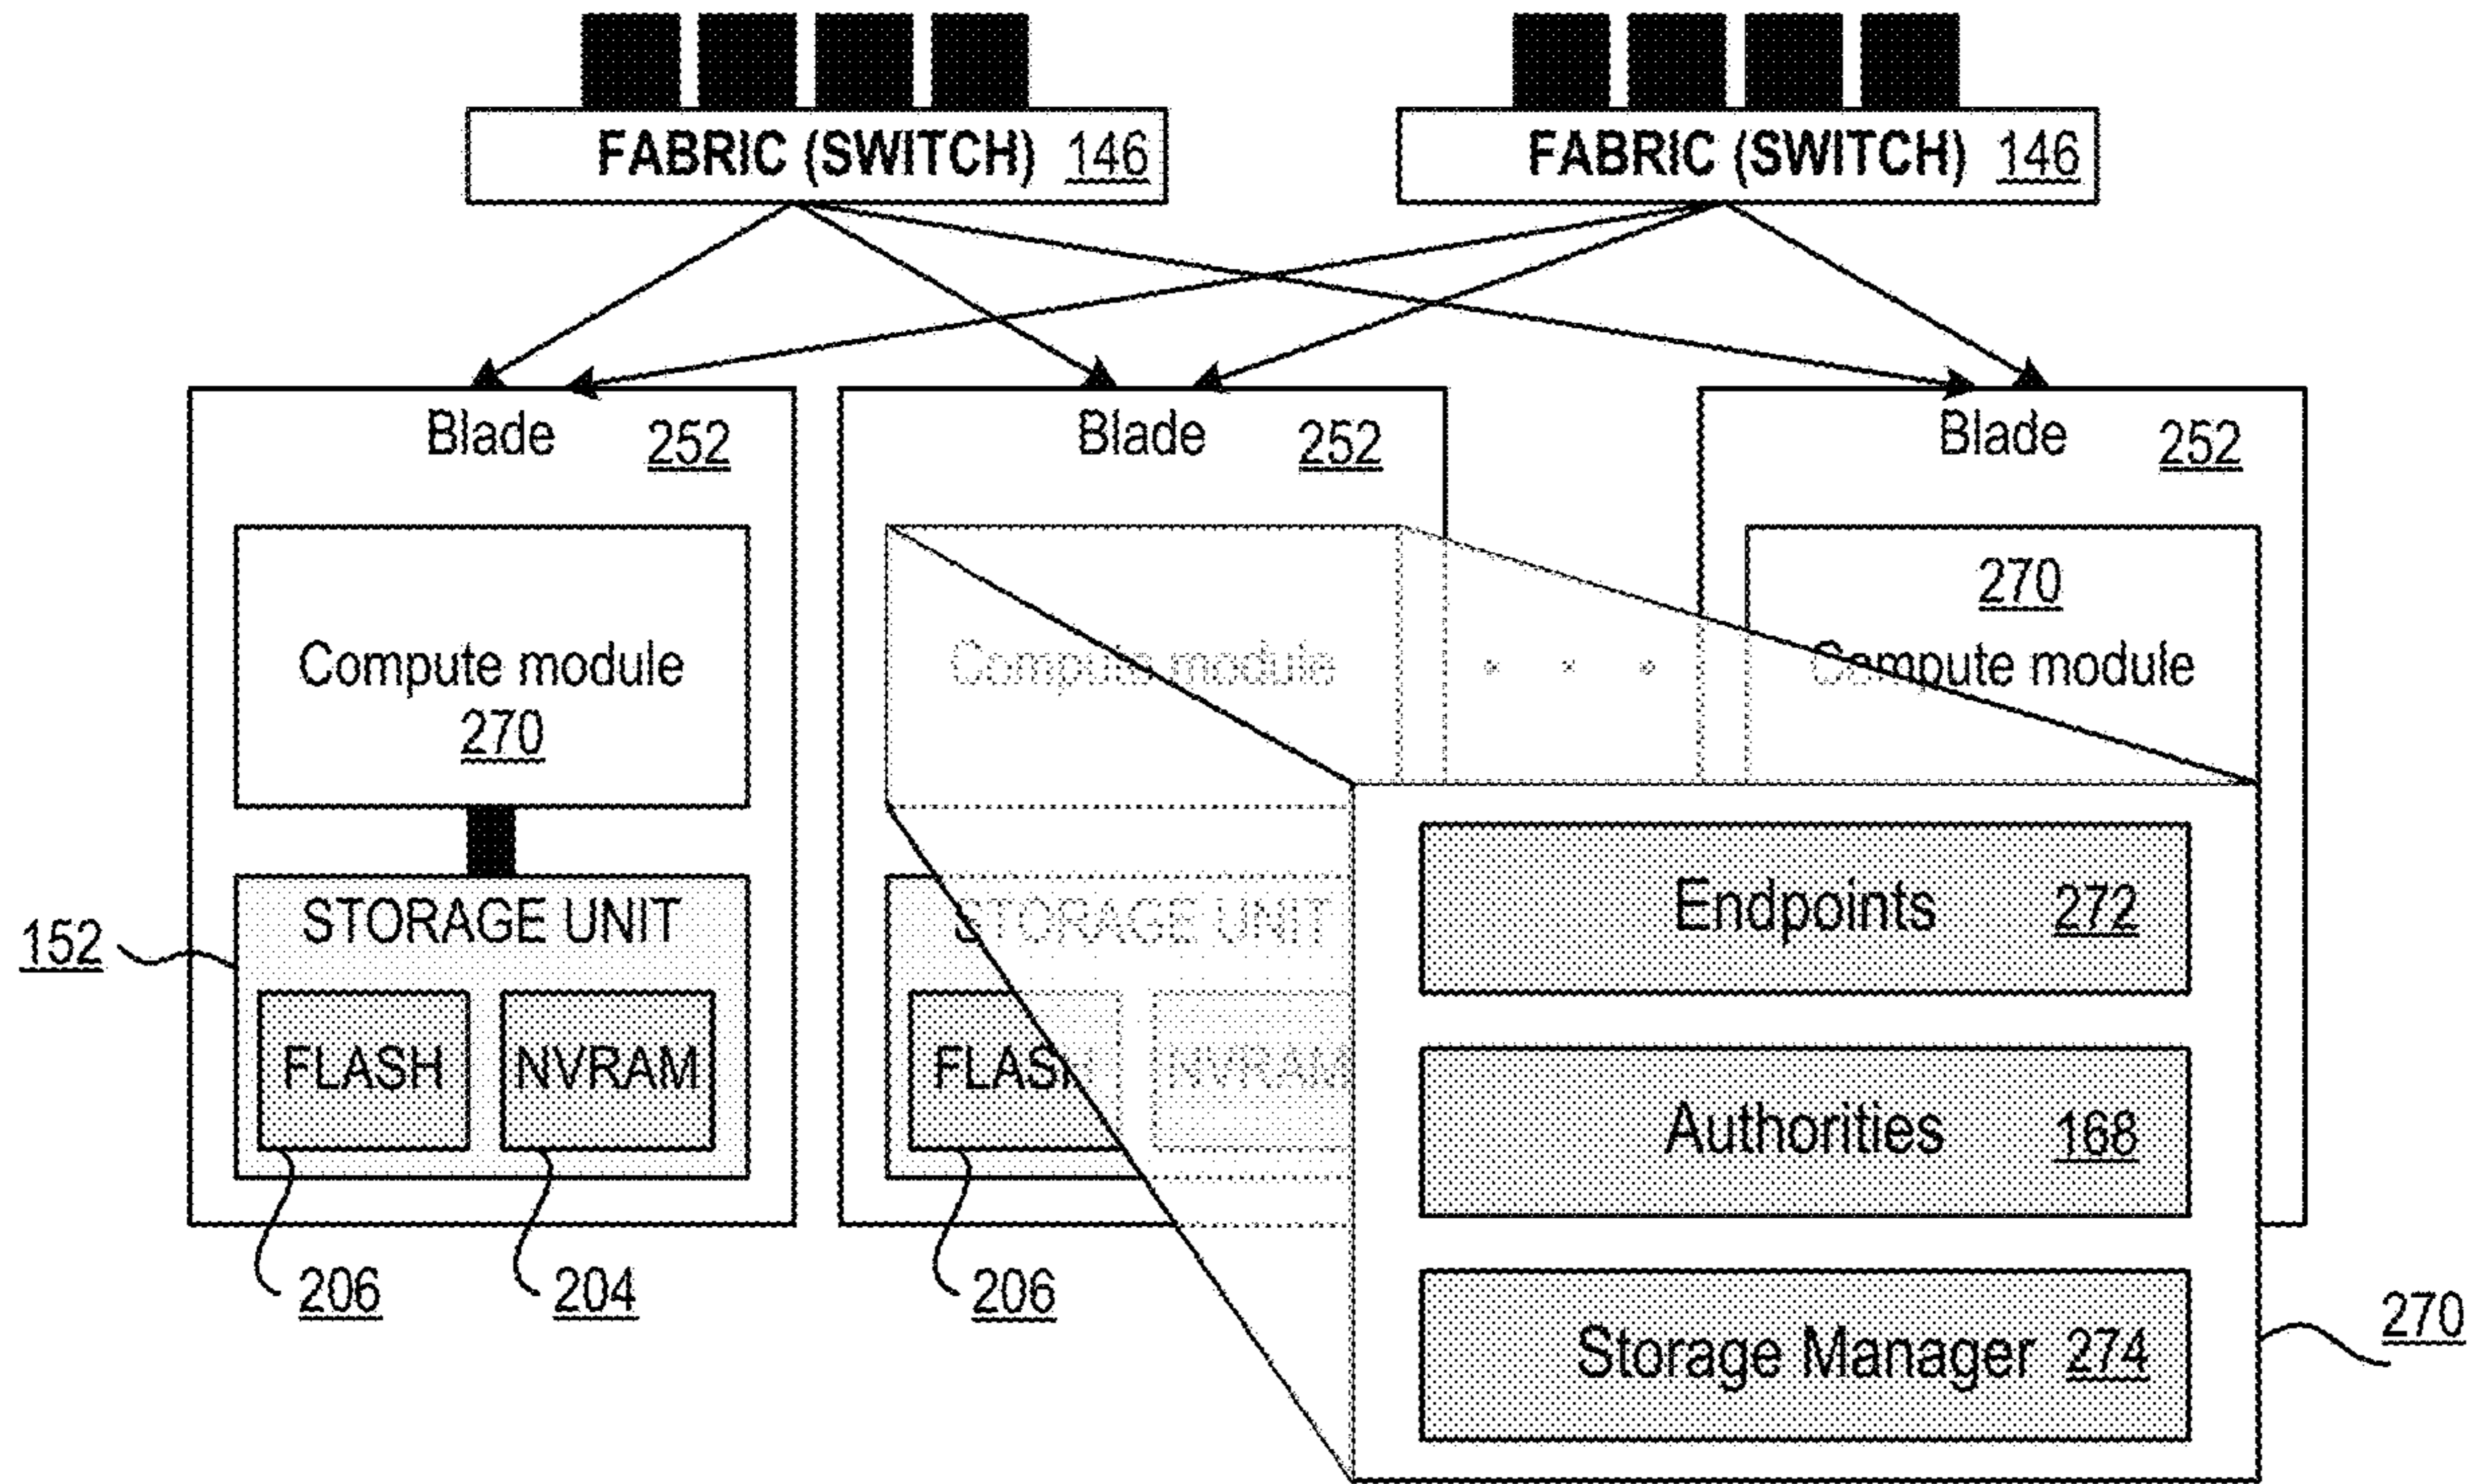 FABRIC (SWITCH) 146
FABRIC (SWITCH) 146
Blade 252
Blade 252
Blade 252
Compute module
270
Compute module
270
Compute module
STORAGE UNIT
152
FLASH
NVRAM
206
204
STORAGE UNIT
FLASH
NVRAM
206
Endpoints 272
Authorities 168
Storage Manager 274
270